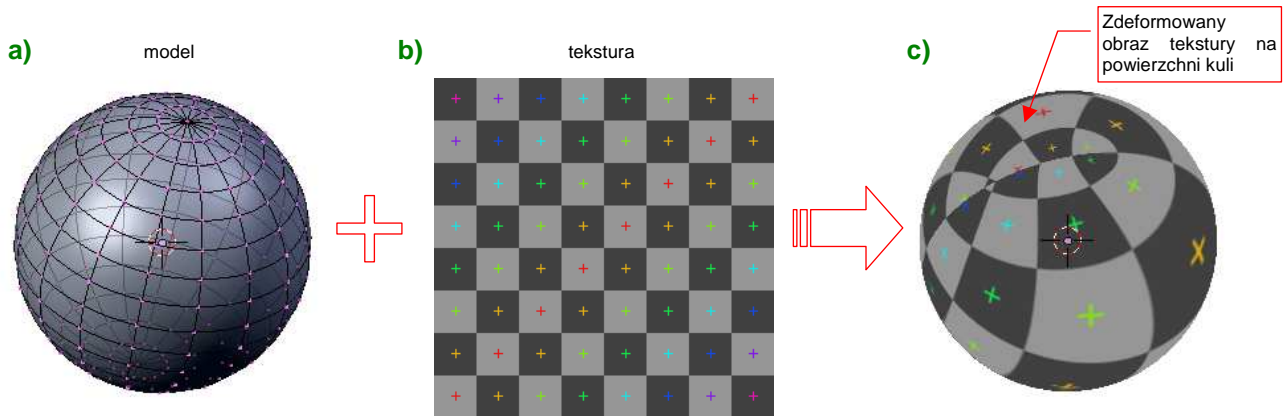 a)
model
b)
tekstura
c)
Zdeformowany
obraz tekstury na
powierzchni kuli